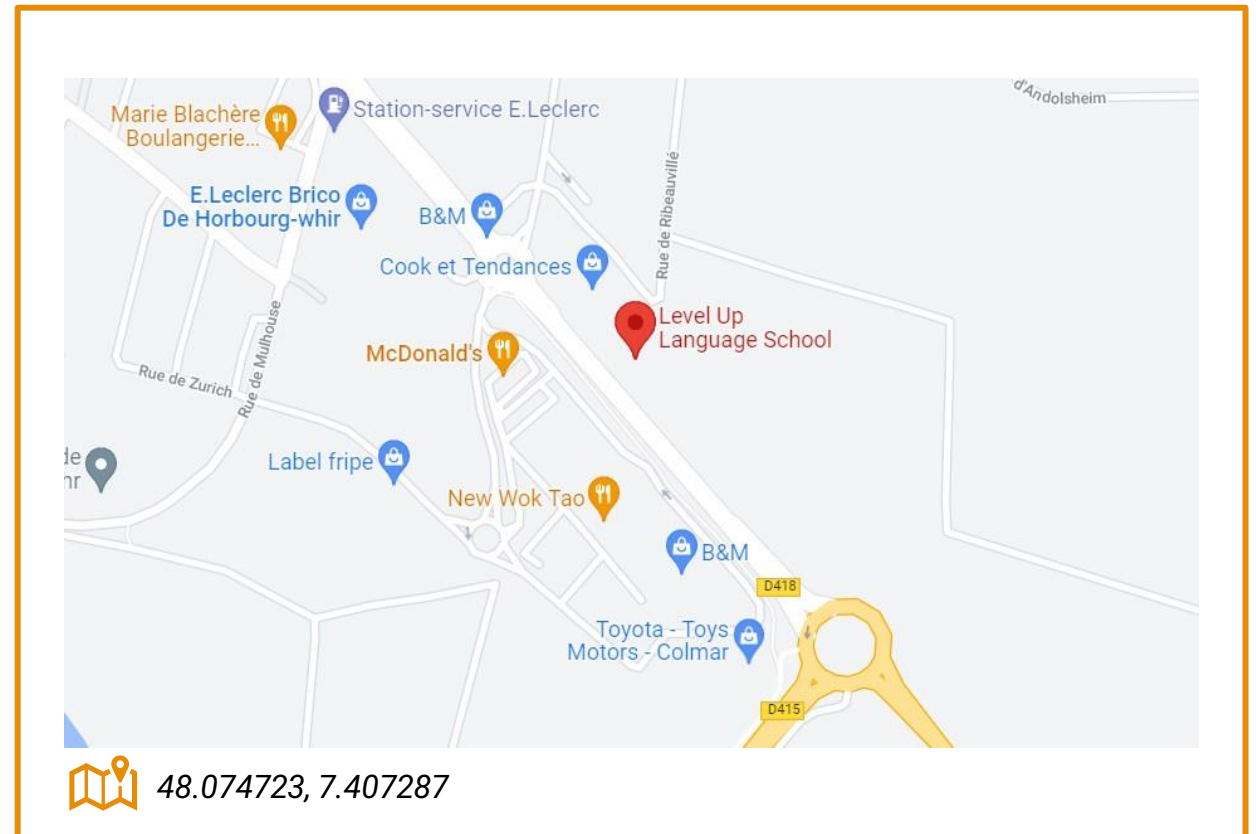 d'Andolsheim
Station-service E.Leclerc
Marie Blachère
Boulangerie...
E.Leclerc Brico
De Horbourg-whir
B&M
Rue de Ribeauvillé
Cook et Tendances
Level Up
Language School
Rue de Mulhouse
McDonald's
Rue de Zurich
de
hr
Label fripe
New Wok Tao
B&M
D418
Toyota - Toys
Motors - Colmar
D415
48.074723, 7.407287